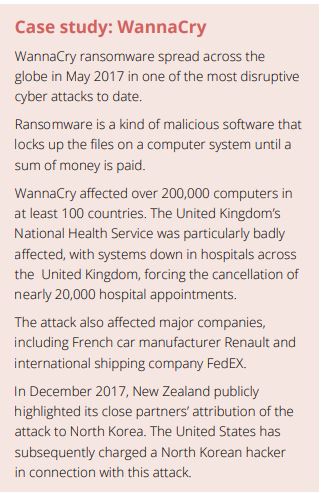 Case study: WannaCry
WannaCry ransomware spread across the
globe in May 2017 in one of the most disruptive
cyber attacks to date.
Ransomware is a kind of malicious software that
locks up the files on a computer system until a
sum of money is paid.
WannaCry affected over 200,000 computers in
at least 100 countries. The United Kingdom’s
National Health Service was particularly badly
affected, with systems down in hospitals across
the United Kingdom, forcing the cancellation of
nearly 20,000 hospital appointments.
The attack also affected major companies,
including French car manufacturer Renault and
international shipping company FedEX.
In December 2017, New Zealand publicly
highlighted its close partners’ attribution of the
attack to North Korea. The United States has
subsequently charged a North Korean hacker
in connection with this attack.